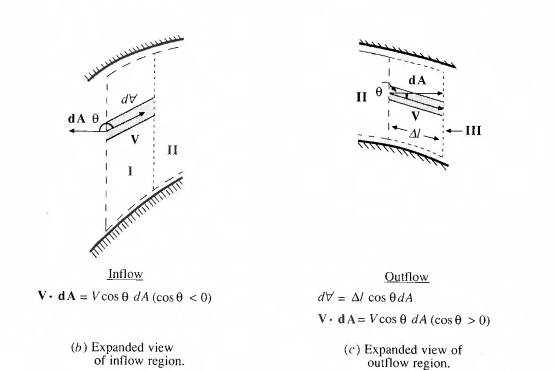 dA θ
d∀
V
I
II
dA
θ
II
V
Δl
III
Inflow
V · dA = V cos θ dA (cos θ < 0)
(b) Expanded view
of inflow region.
Outflow
d∀ = Δl cos θ dA
V · dA = V cos θ dA (cos θ > 0)
(c) Expanded view of
outflow region.